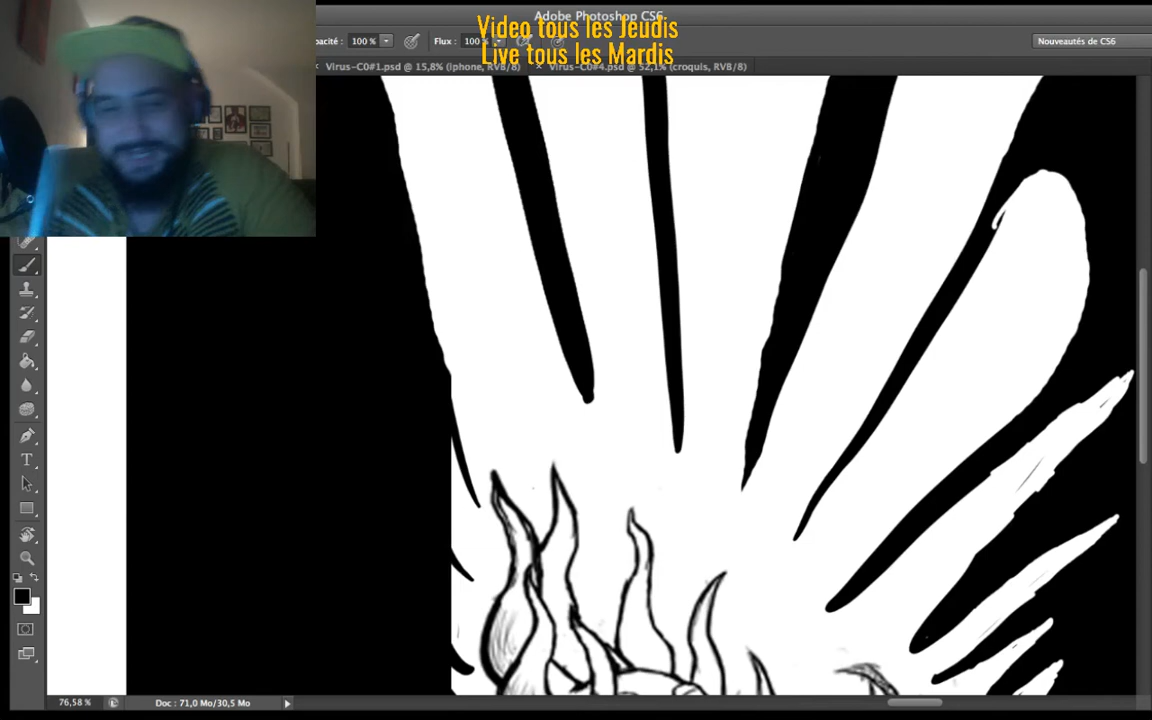 Adobe Photoshop CS6
Video tous les Jeudis
Live tous les Mardis
pacité : 100 % Flux : 100 % Nouveautés de CS6
Virus-C0#1.psd @ 15,8% (iphone, RVB/8) × Virus-C0#4.psd @ 52,1% (croquis, RVB/8)
T
76,58 % Doc : 71,0 Mo/30,5 Mo